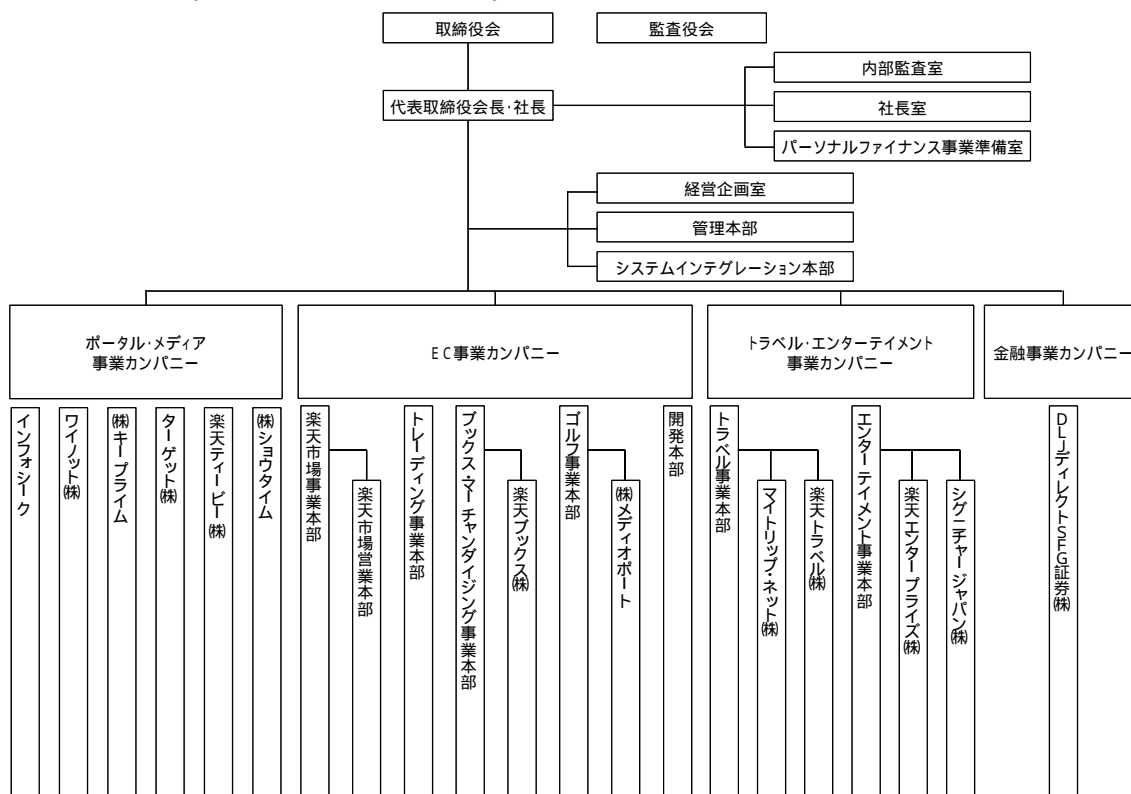 取締役会
監査役会
内部監査室
代表取締役会長・社長
社長室
パーソナルファイナンス事業準備室
経営企画室
管理本部
システムインテグレーション本部
ポータル・メディア
事業カンパニー
EC事業カンパニー
トラベル・エンターテイメント
事業カンパニー
金融事業カンパニー
インフォシーク
ワイノット㈱
㈱キープライム
ターゲット㈱
楽天ティービー㈱
㈱ショウタイム
楽天市場事業本部
楽天市場営業本部
トレーディング事業本部
ブックス・マーチャンダイジング事業本部
楽天ブックス㈱
ゴルフ事業本部
㈱メディオポート
開発本部
トラベル事業本部
マイトリップ・ネット㈱
楽天トラベル㈱
エンターテイメント事業本部
楽天エンタープライズ㈱
シグニチャージャパン㈱
DLJディレクトSFG証券㈱